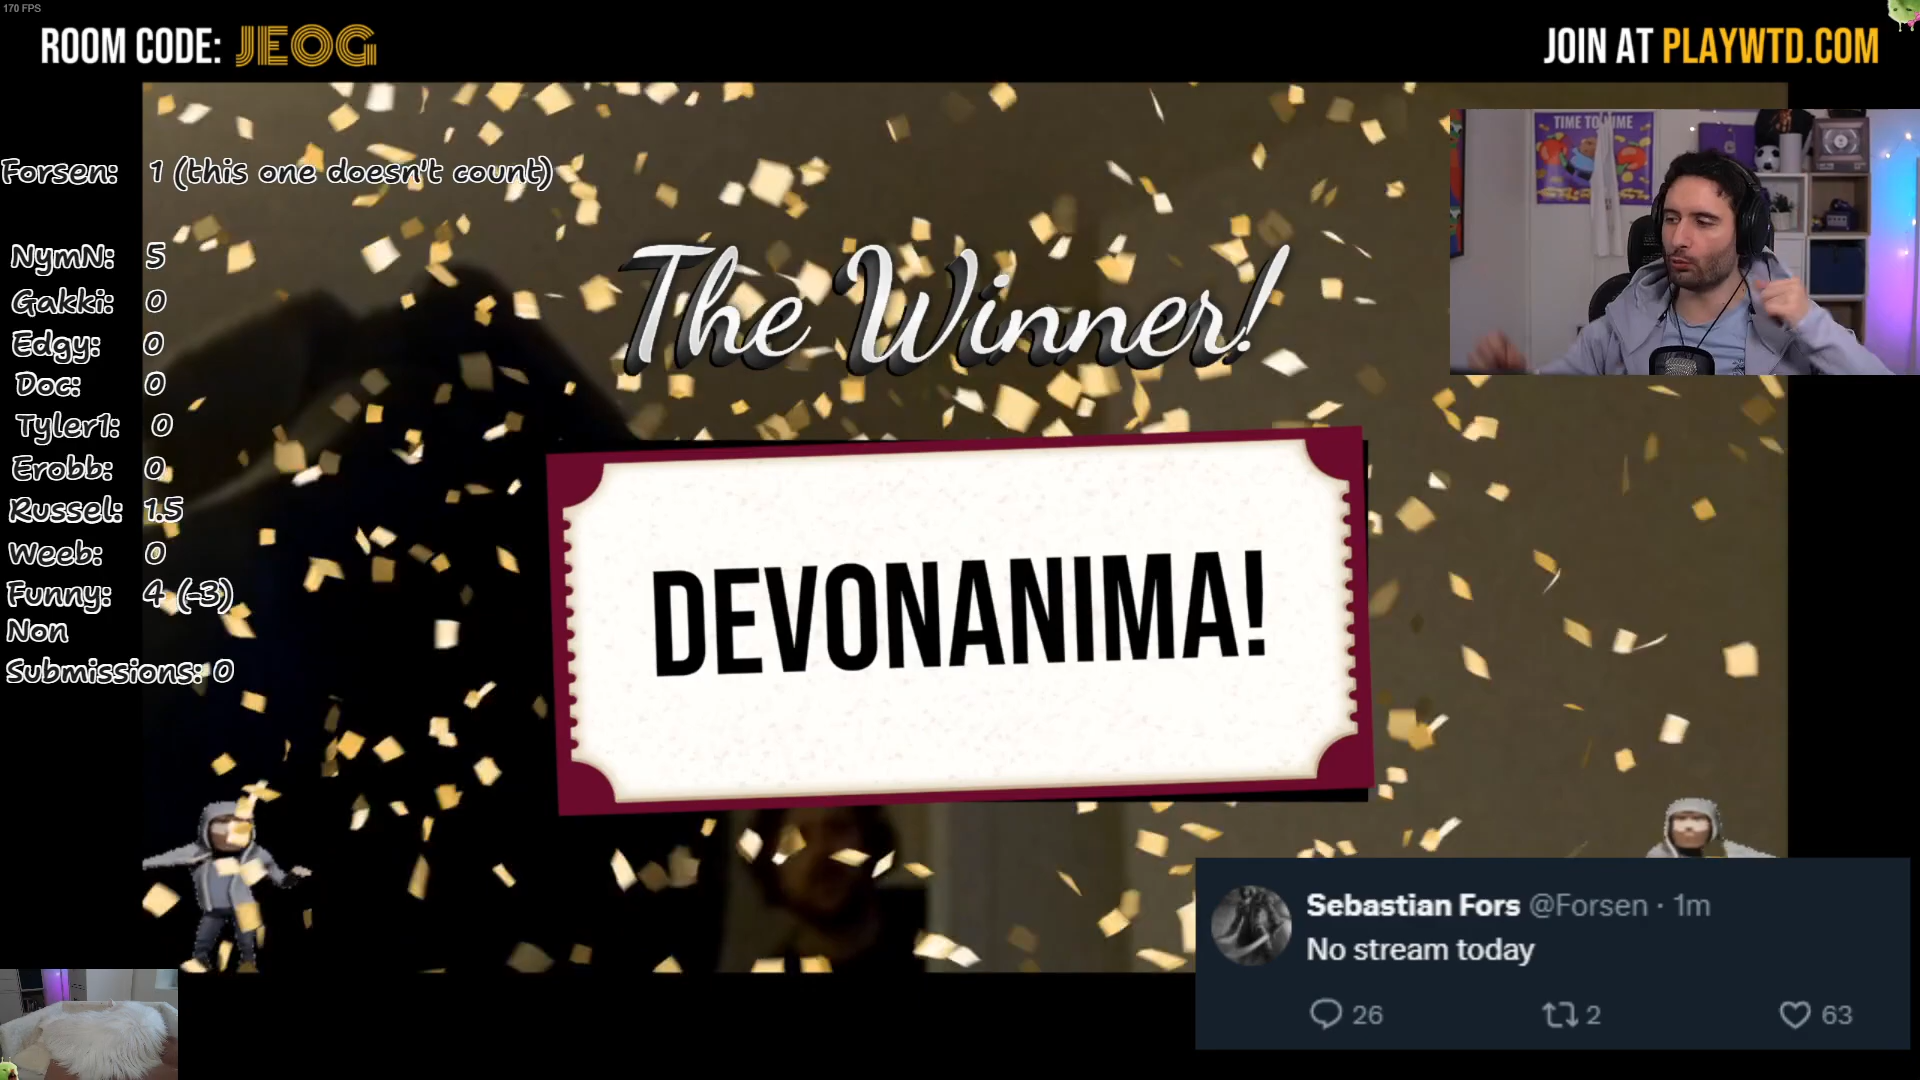 170 FPS
ROOM CODE: JEOG
JOIN AT PLAYWTD.COM
TIME TO MIME
Forsen: 1 (this one doesn't count)
NymN: 5
Gakki: 0
Edgy: 0
Doc: 0
Tyler1: 0
Erobb: 0
Russel: 1.5
Weeb: 0
Funny: 4 (-3)
Non
Submissions: 0
The Winner!
DEVONANIMA!
Sebastian Fors @Forsen · 1m
No stream today
26 2 63